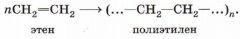 nCH₂=CH₂ ⟶ (...—CH₂—CH₂—...)ₙ.
этен полиэтилен